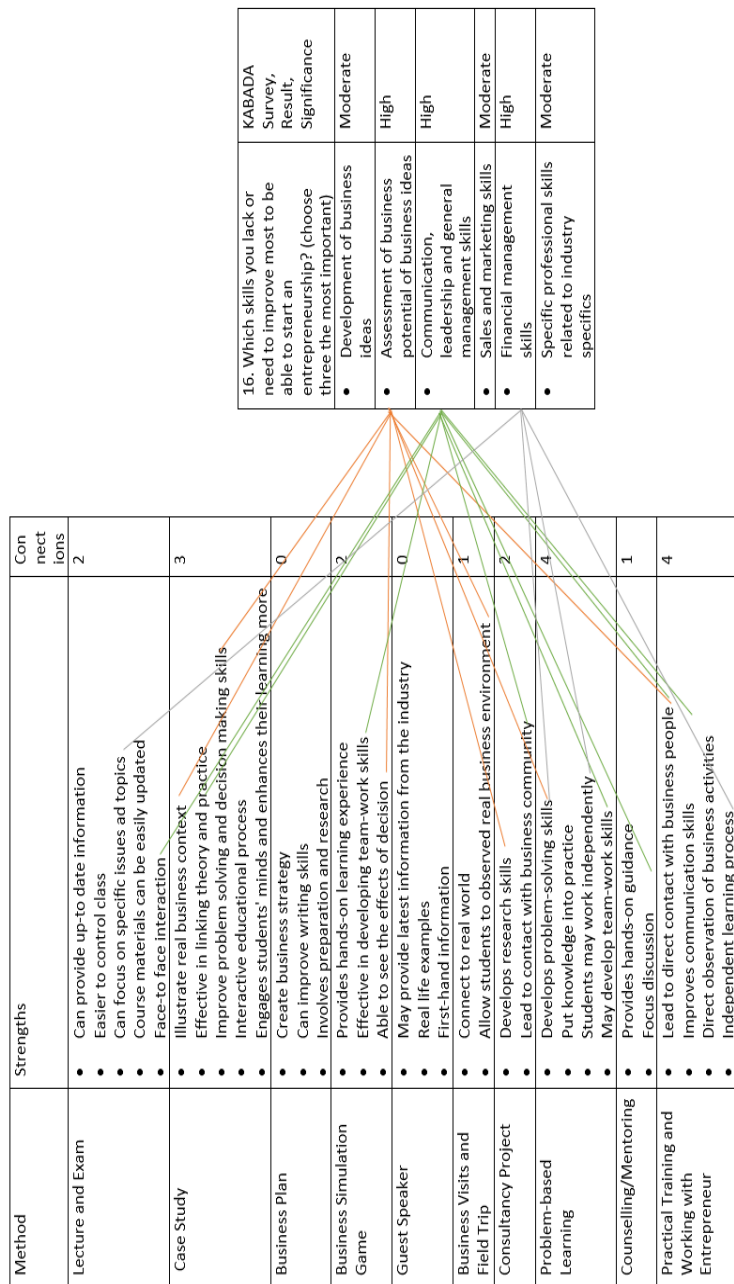 Method
Strengths
Con
nect
ions
Lecture and Exam
• Can provide up-to date information
• Easier to control class
• Can focus on specific issues ad topics
• Course materials can be easily updated
• Face-to face interaction
2
Case Study
• Illustrate real business context
• Effective in linking theory and practice
• Improve problem solving and decision making skills
• Interactive educational process
• Engages students' minds and enhances their learning more
3
Business Plan
• Create business strategy
• Can improve writing skills
• Involves preparation and research
0
Business Simulation
Game
• Provides hands-on learning experience
• Effective in developing team-work skills
• Able to see the effects of decision
2
Guest Speaker
• May provide latest information from the industry
• Real life examples
• First-hand information
0
Business Visits and
Field Trip
• Connect to real world
• Allow students to observed real business environment
1
Consultancy Project
• Develops research skills
• Lead to contact with business community
2
Problem-based
Learning
• Develops problem-solving skills
• Put knowledge into practice
• Students may work independently
• May develop team-work skills
4
Counselling/Mentoring
• Provides hands-on guidance
• Focus discussion
1
Practical Training and
Working with
Entrepreneur
• Lead to direct contact with business people
• Improves communication skills
• Direct observation of business activities
• Independent learning process
4
16. Which skills you lack or
need to improve most to be
able to start an
entrepreneurship? (choose
three the most important)
KABADA
Survey,
Result,
Significance
• Development of business
ideas
Moderate
• Assessment of business
potential of business ideas
High
• Communication,
leadership and general
management skills
High
• Sales and marketing skills
Moderate
• Financial management
skills
High
• Specific professional skills
related to industry
specifics
Moderate